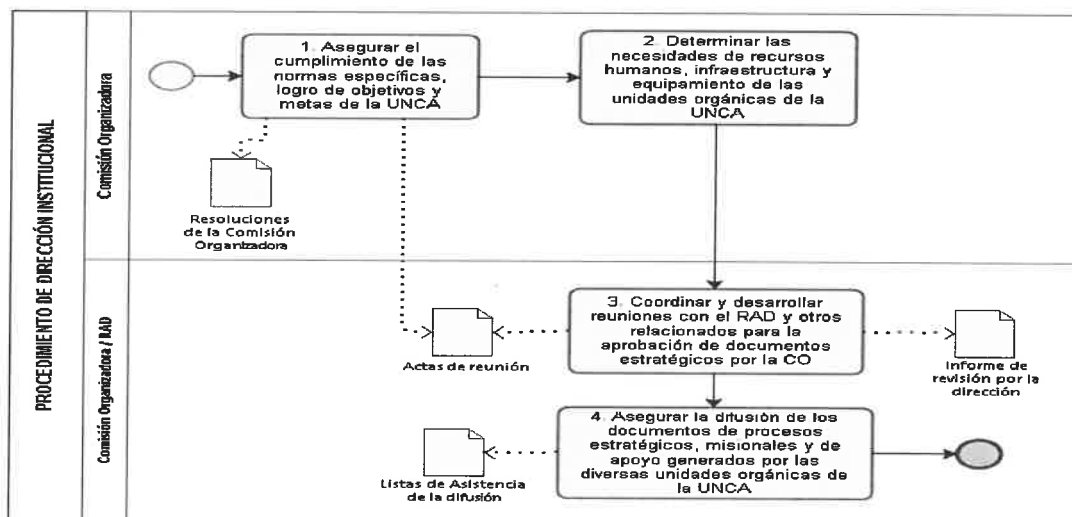 PROCEDIMIENTO DE DIRECCIÓN INSTITUCIONAL
Comisión Organizadora
1. Asegurar el
cumplimiento de las
normas específicas,
logro de objetivos y
metas de la UNCA
2. Determinar las
necesidades de recursos
humanos, infraestructura y
equipamiento de las
unidades orgánicas de la
UNCA
Resoluciones
de la Comisión
Organizadora
Comisión Organizadora / RAD
3. Coordinar y desarrollar
reuniones con el RAD y otros
relacionados para la
aprobación de documentos
estratégicos por la CO
Actas de reunión
Informe de
revisión por la
dirección
4. Asegurar la difusión de los
documentos de procesos
estratégicos, misionales y de
apoyo generados por las
diversas unidades orgánicas de
la UNCA
Listas de Asistencia
de la difusión